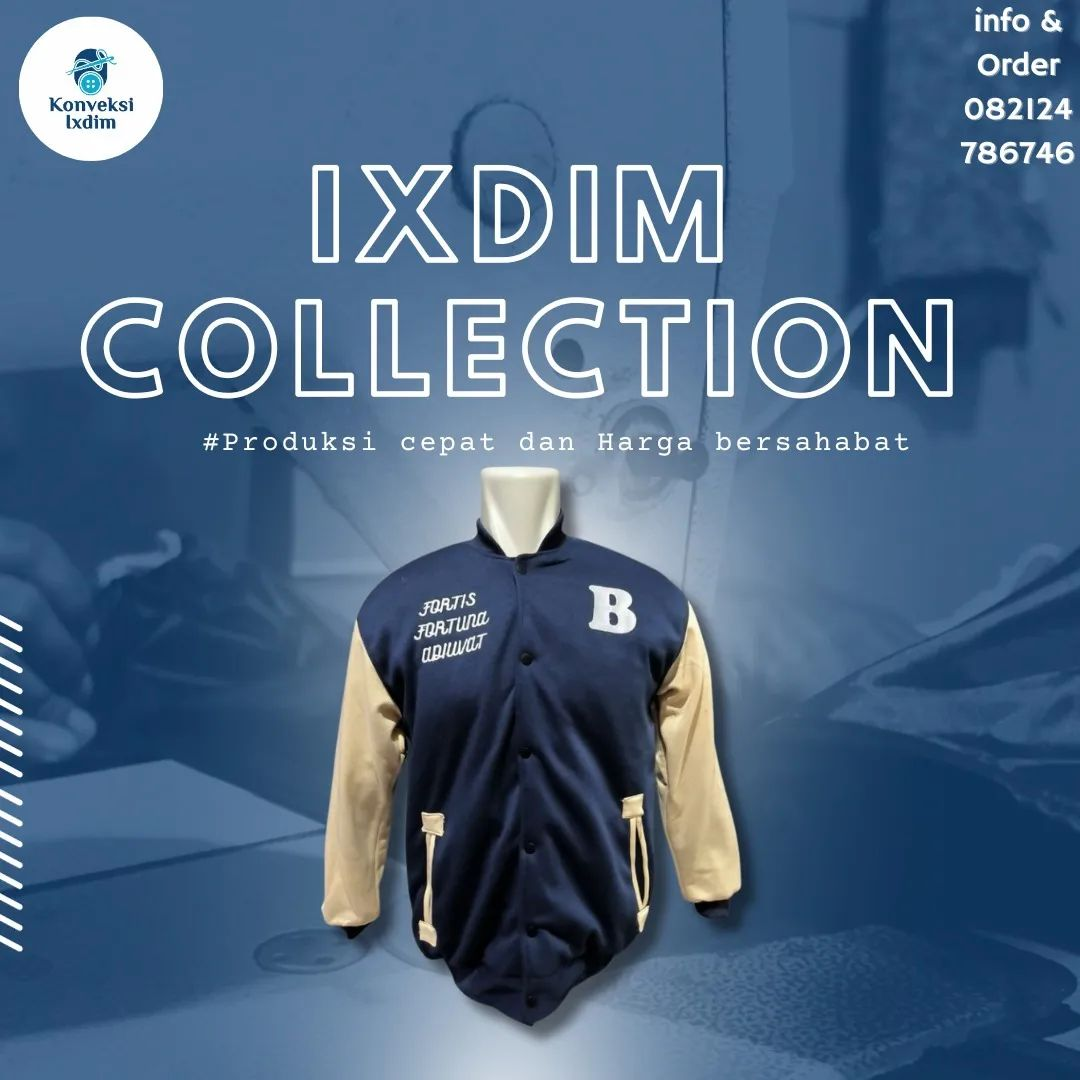 Konveksi
Ixdim
info &
Order
082124
786746
IXDIM
COLLECTION
#Produksi cepat dan Harga bersahabat
FORTIS
FORTUNA
ADIUVAT
B